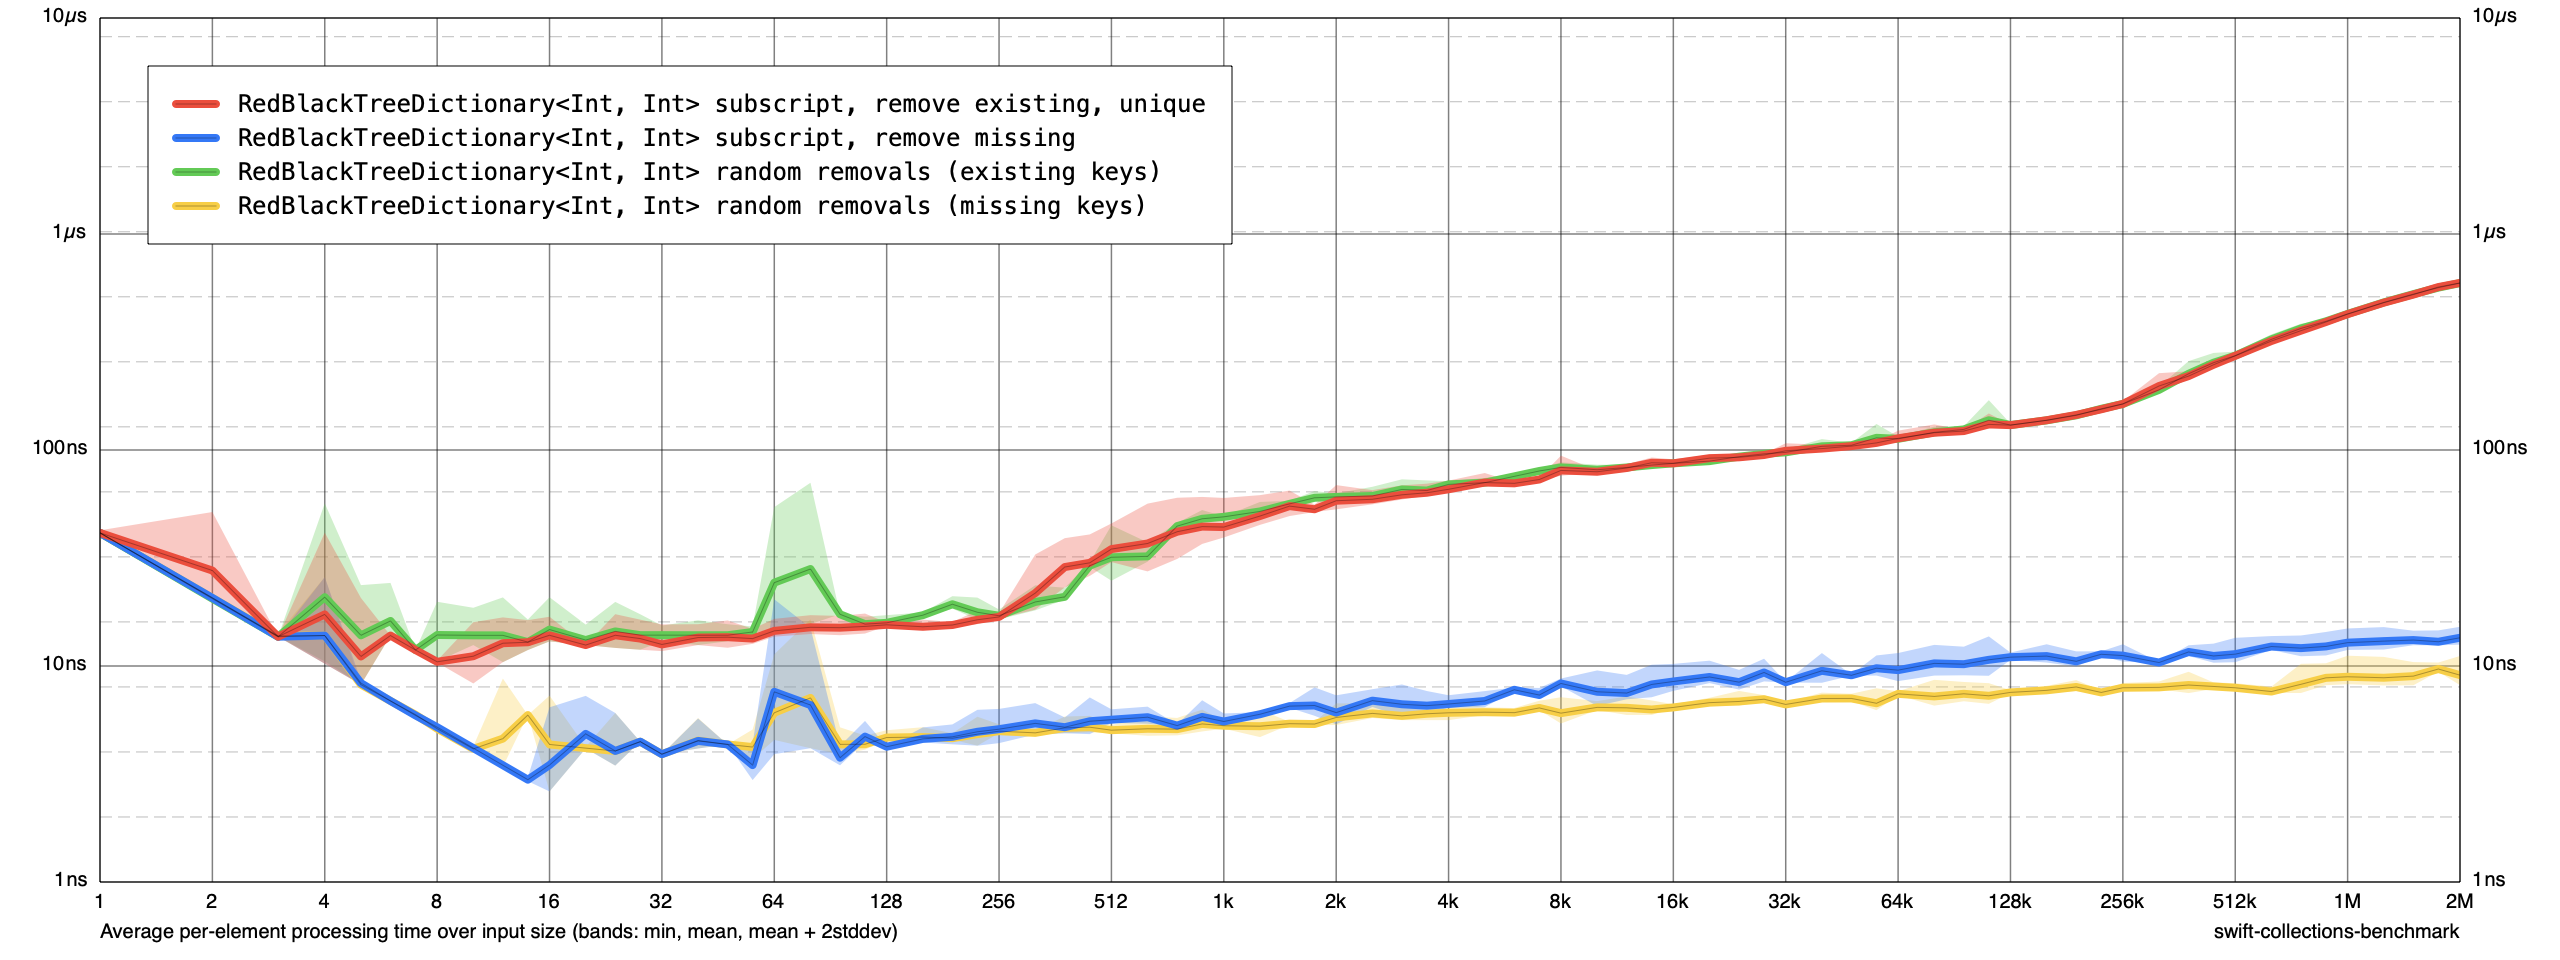 10µs
10µs
RedBlackTreeDictionary<Int, Int> subscript, remove existing, unique
RedBlackTreeDictionary<Int, Int> subscript, remove missing
RedBlackTreeDictionary<Int, Int> random removals (existing keys)
RedBlackTreeDictionary<Int, Int> random removals (missing keys)
1µs
1µs
100ns
100ns
10ns
10ns
1ns
1ns
1 2 4 8 16 32 64 128 256 512 1k 2k 4k 8k 16k 32k 64k 128k 256k 512k 1M 2M
Average per-element processing time over input size (bands: min, mean, mean + 2stddev)
swift-collections-benchmark